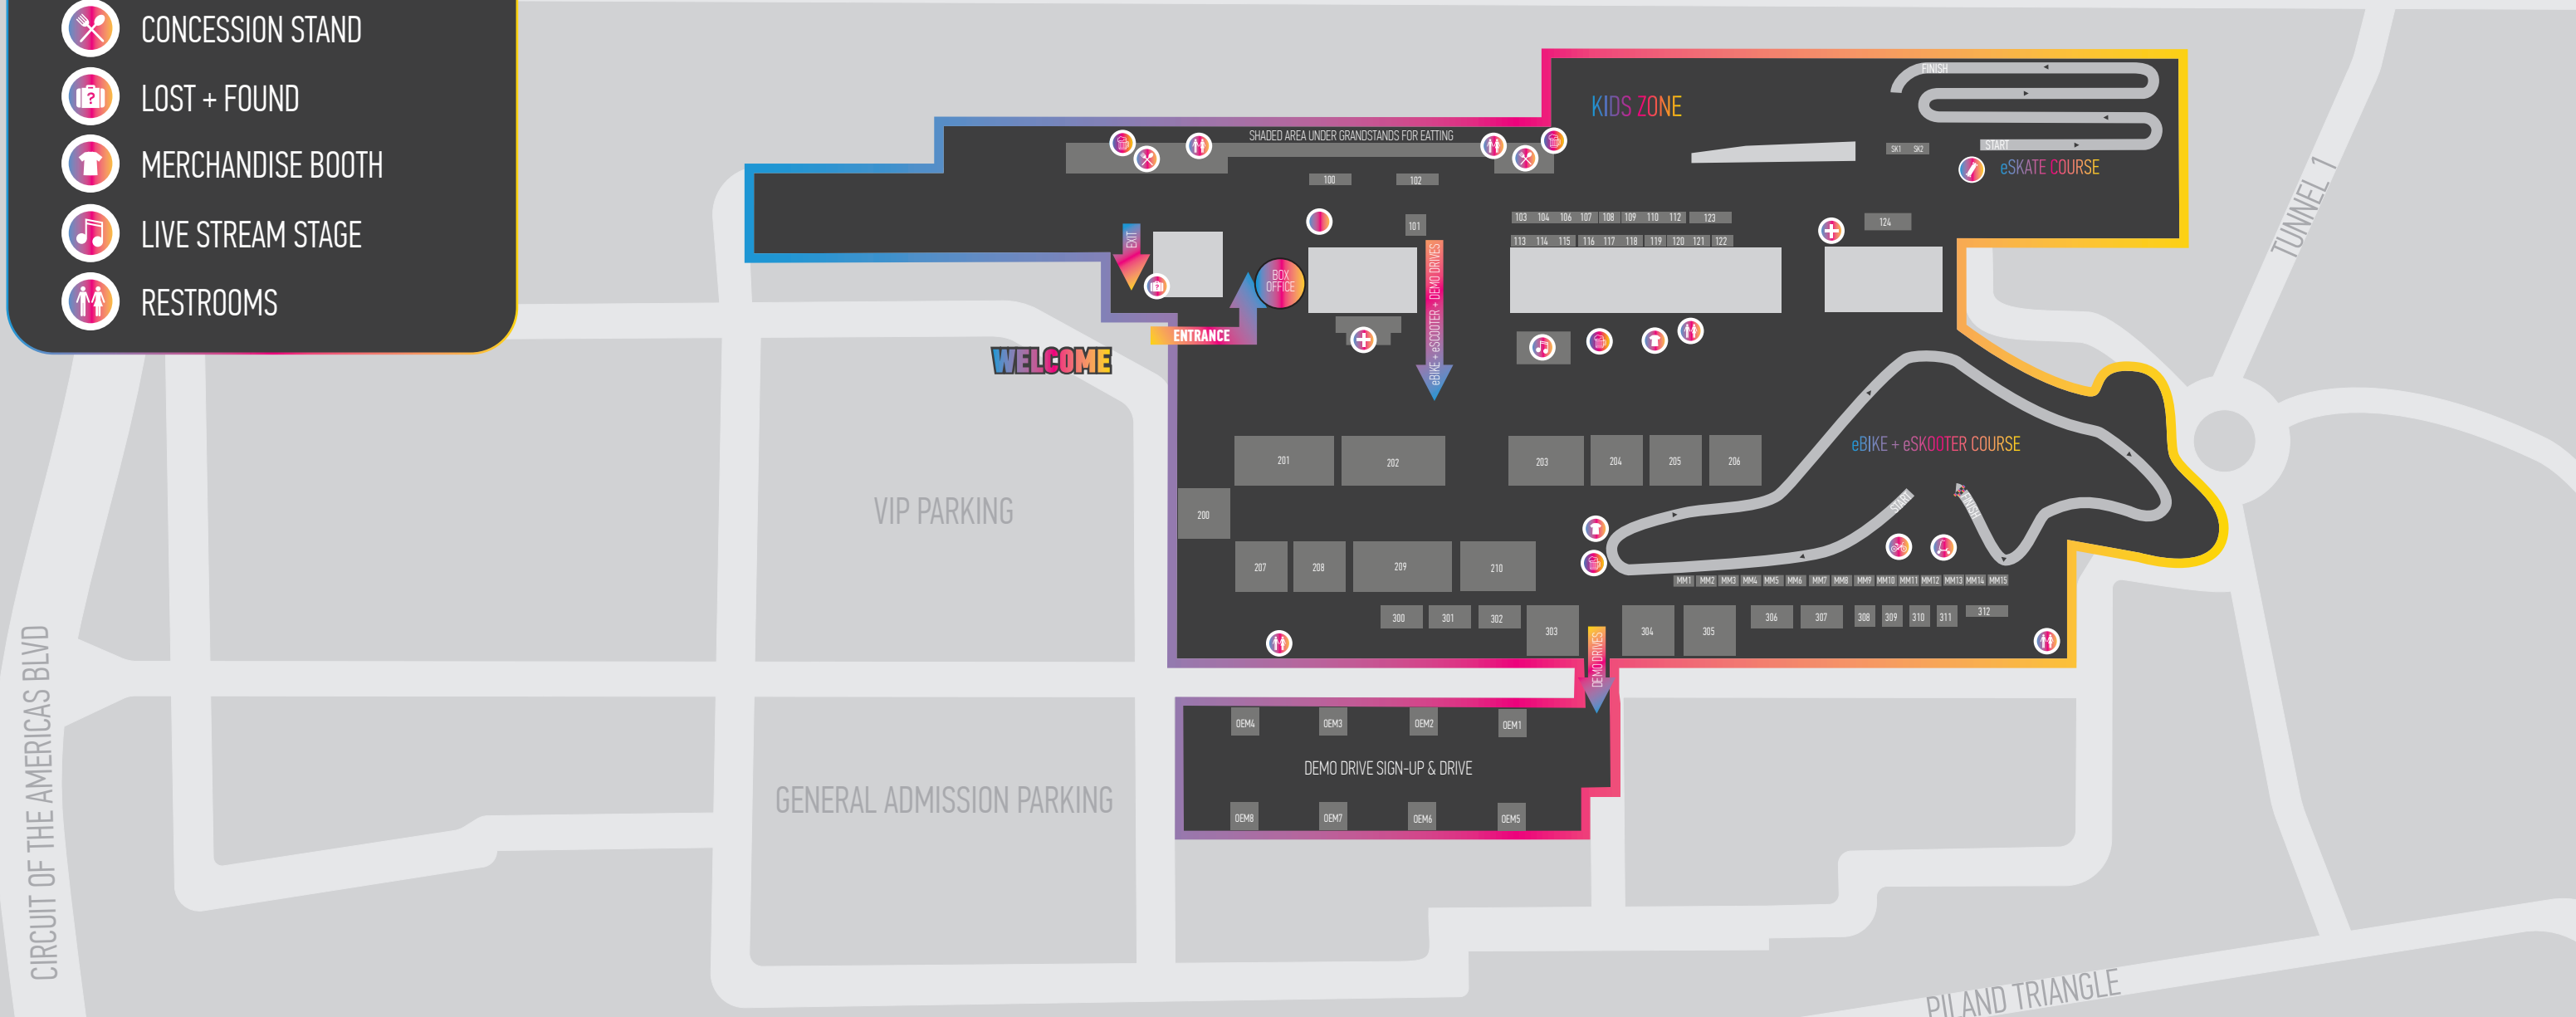 CONCESSION STAND
LOST + FOUND
MERCHANDISE BOOTH
LIVE STREAM STAGE
RESTROOMS
KIDS ZONE
FINISH
START
eSKATE COURSE
SK1 SK2
SHADED AREA UNDER GRANDSTANDS FOR EATTING
100 102
101
103 104 106 107 108 109 110 112 123
113 114 115 116 117 118 119 120 121 122
124
EXIT
BOX
OFFICE
ENTRANCE
WELCOME
eBIKE + eSCOOTER + DEMO DRIVES
TUNNEL 1
eBIKE + eSKOOTER COURSE
START
FINISH
201 202 203 204 205 206
200
207 208 209 210
MM1 MM2 MM3 MM4 MM5 MM6 MM7 MM8 MM9 MM10 MM11 MM12 MM13 MM14 MM15
300 301 302 303 304 305 306 307 308 309 310 311 312
DEMO DRIVES
VIP PARKING
OEM4 OEM3 OEM2 OEM1
DEMO DRIVE SIGN-UP & DRIVE
OEM8 OEM7 OEM6 OEM5
GENERAL ADMISSION PARKING
CIRCUIT OF THE AMERICAS BLVD
PILAND TRIANGLE